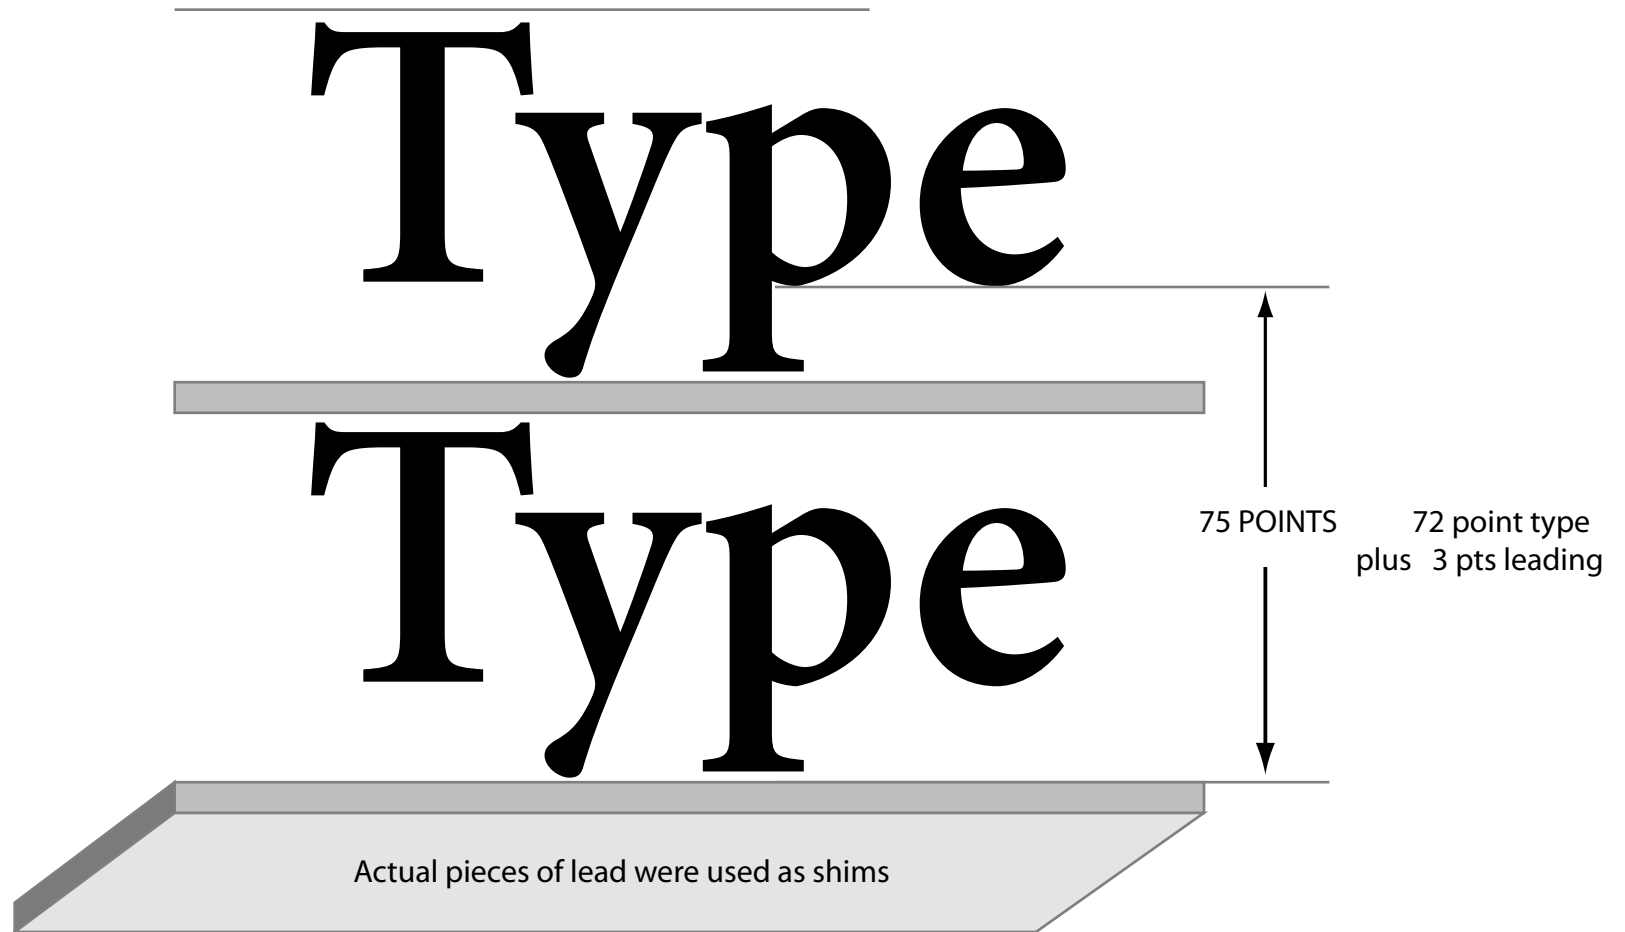 Type
Type
75 POINTS
72 point type
plus 3 pts leading
Actual pieces of lead were used as shims